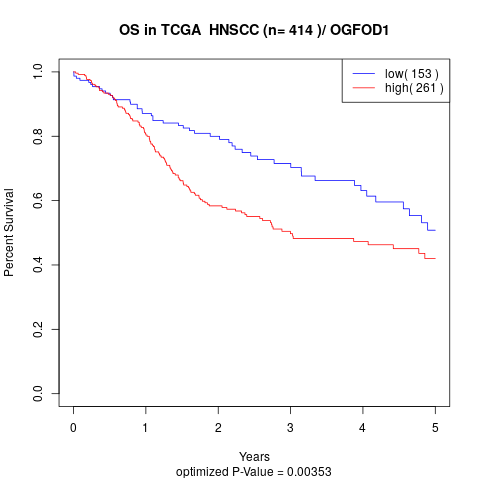 OS in TCGA  HNSCC (n= 414 )/ OGFOD1
low( 153 )
high( 261 )
Percent Survival
1.0
0.8
0.6
0.4
0.2
0.0
0 1 2 3 4 5
Years
optimized P-Value = 0.00353